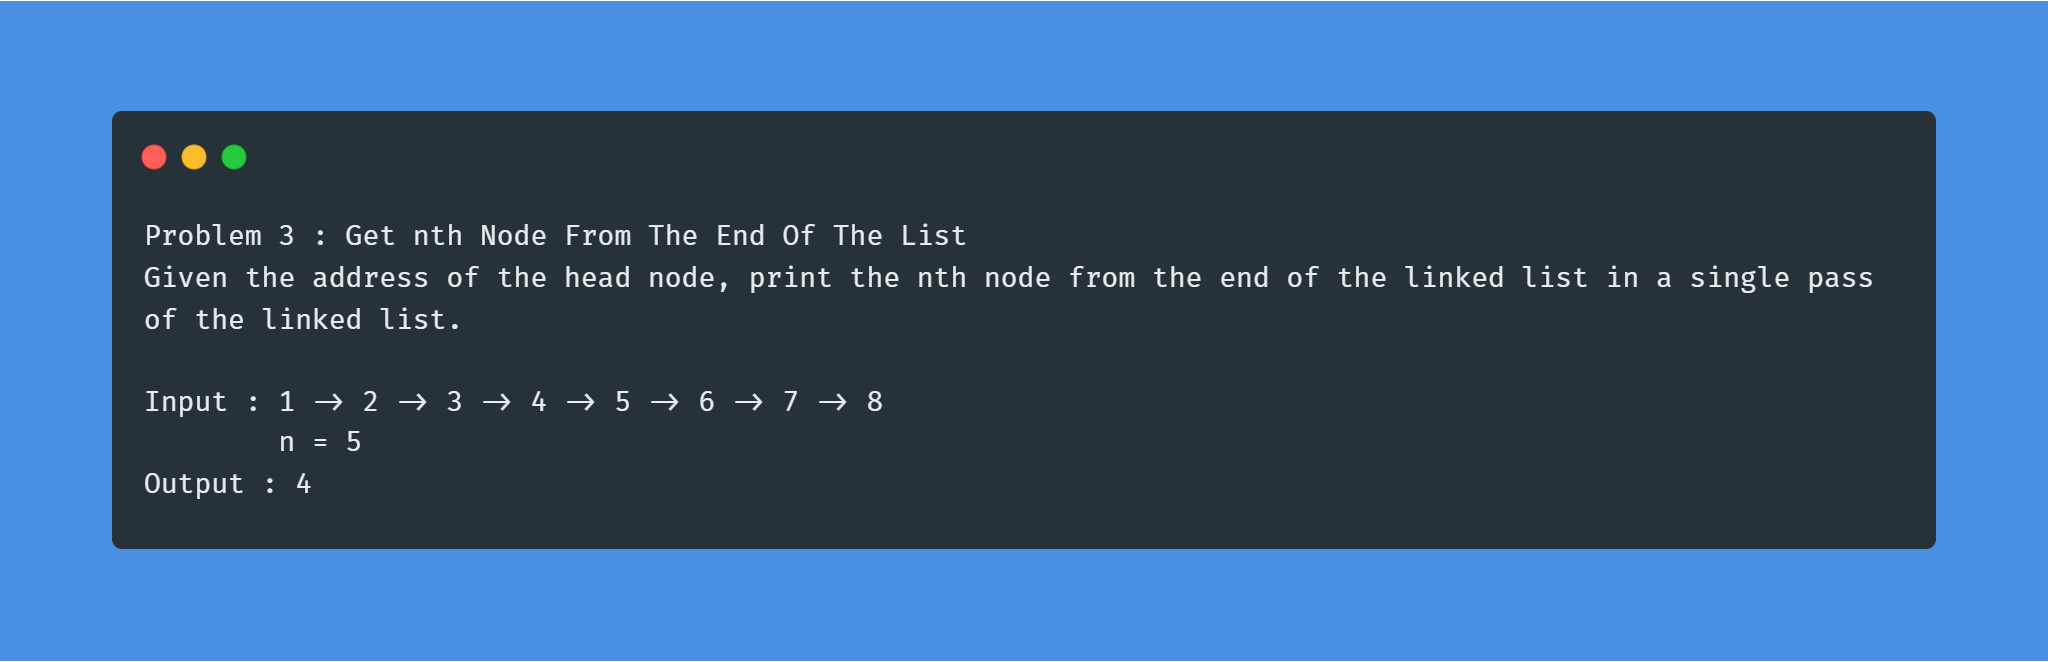 Problem 3 : Get nth Node From The End Of The List
Given the address of the head node, print the nth node from the end of the linked list in a single pass
of the linked list.
Input : 1 → 2 → 3 → 4 → 5 → 6 → 7 → 8
n = 5
Output : 4